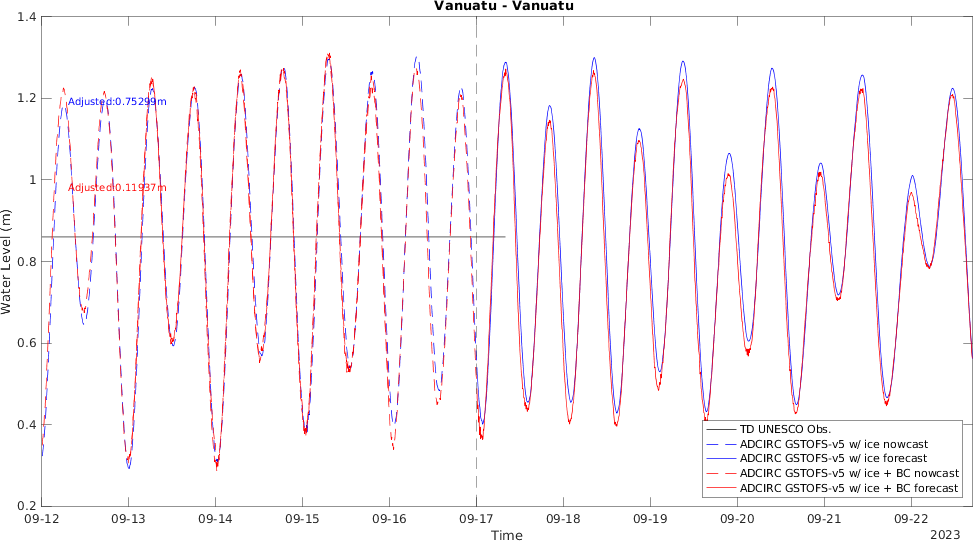 Vanuatu - Vanuatu
1.4
1.2
1
0.8
0.6
0.4
0.2
Water Level (m)
Adjusted:0.75299m
Adjusted:0.11937m
TD UNESCO Obs.
ADCIRC GSTOFS-v5 w/ ice nowcast
ADCIRC GSTOFS-v5 w/ ice forecast
ADCIRC GSTOFS-v5 w/ ice + BC nowcast
ADCIRC GSTOFS-v5 w/ ice + BC forecast
09-12 09-13 09-14 09-15 09-16 09-17 09-18 09-19 09-20 09-21 09-22
2023
Time